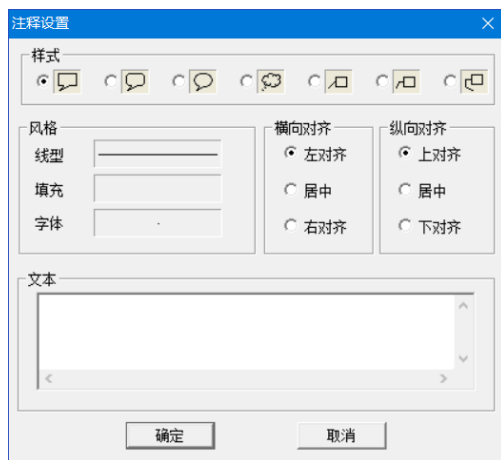 注释设置
样式
风格
线型
填充
字体
横向对齐
左对齐
居中
右对齐
纵向对齐
上对齐
居中
下对齐
文本
确定
取消